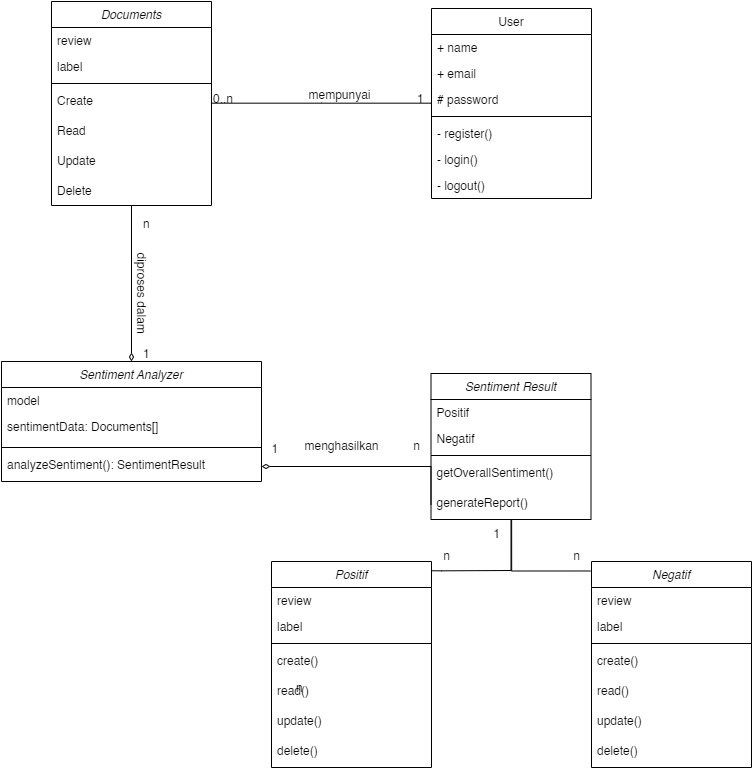 Documents
review
label
Create
Read
Update
Delete
0..n
mempunyai
1
User
+ name
+ email
# password
- register()
- login()
- logout()
n
diproses dalam
1
Sentiment Analyzer
model
sentimentData: Documents[]
analyzeSentiment(): SentimentResult
1
menghasilkan
n
Sentiment Result
Positif
Negatif
getOverallSentiment()
generateReport()
1
n
n
Positif
review
label
create()
read()
n
update()
delete()
Negatif
review
label
create()
read()
update()
delete()